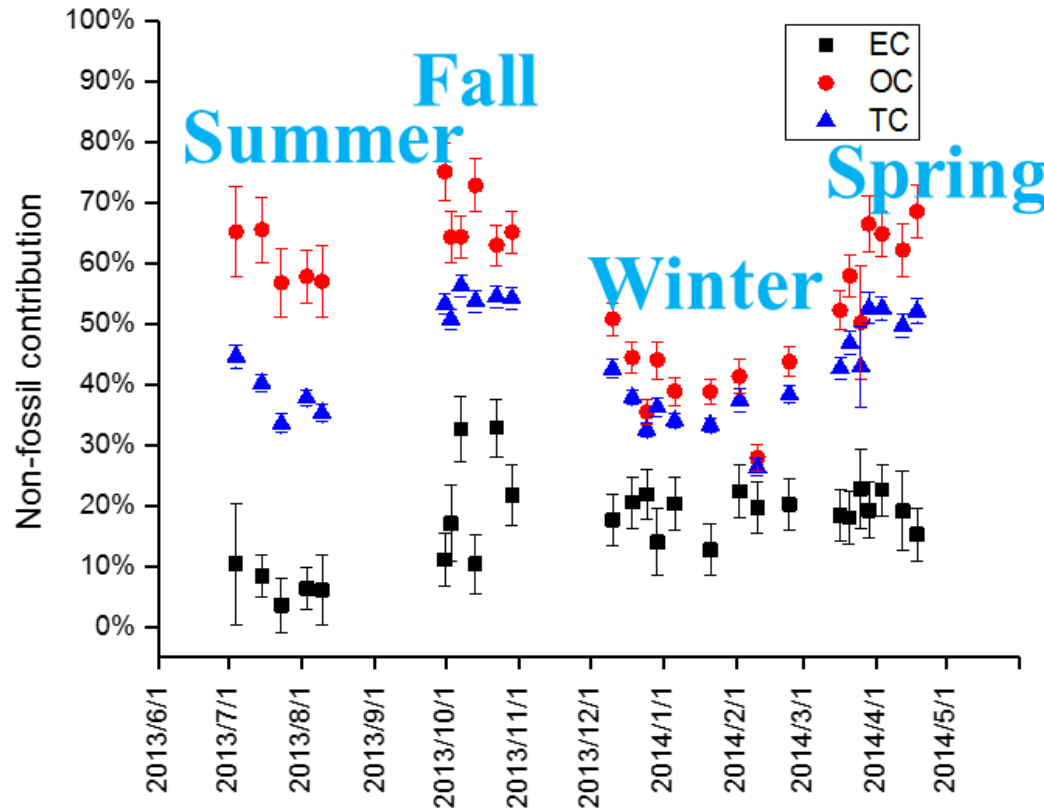 100%
90%
80%
70%
60%
50%
40%
30%
20%
10%
0%
Non-fossil contribution
Summer
Fall
Winter
Spring
EC
OC
TC
2013/6/1
2013/7/1
2013/8/1
2013/9/1
2013/10/1
2013/11/1
2013/12/1
2014/1/1
2014/2/1
2014/3/1
2014/4/1
2014/5/1